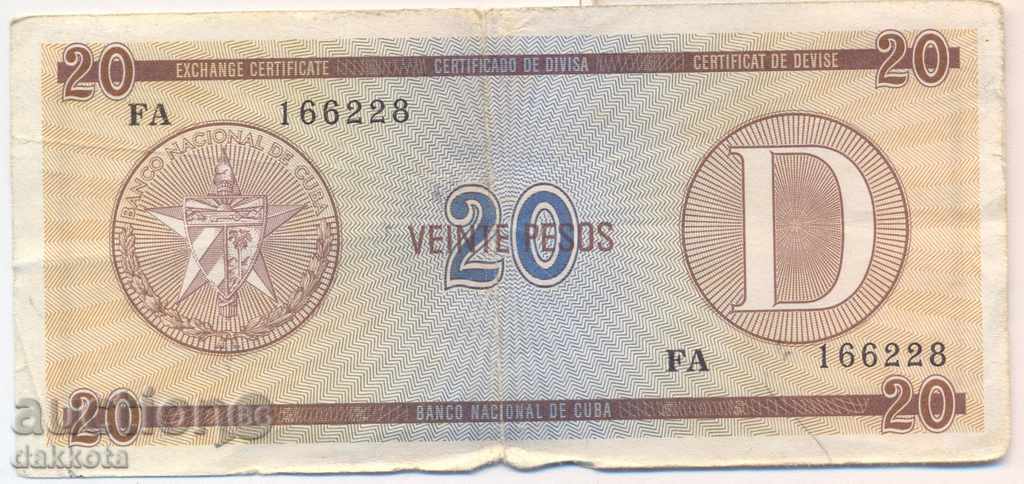 20 EXCHANGE CERTIFICATE CERTIFICADO DE DIVISA CERTIFICAT DE DEVISE 20
FA 166228
BANCO NACIONAL DE CUBA
D
20
VEINTE PESOS
FA 166228
20 BANCO NACIONAL DE CUBA 20
auctions BG
dakkota